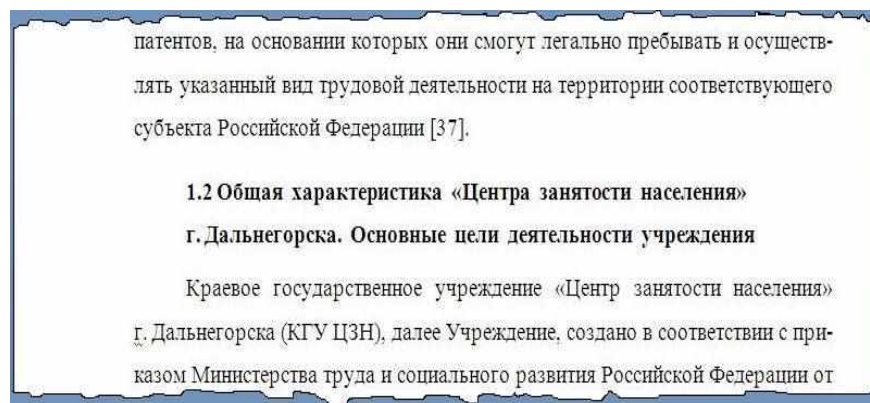 патентов, на основании которых они смогут легально пребывать и осуществ-
лять указанный вид трудовой деятельности на территории соответствующего
субъекта Российской Федерации [37].
1.2 Общая характеристика «Центра занятости населения»
г. Дальнегорска. Основные цели деятельности учреждения
Краевое государственное учреждение «Центр занятости населения»
г. Дальнегорска (КГУ ЦЗН), далее Учреждение, создано в соответствии с при-
казом Министерства труда и социального развития Российской Федерации от